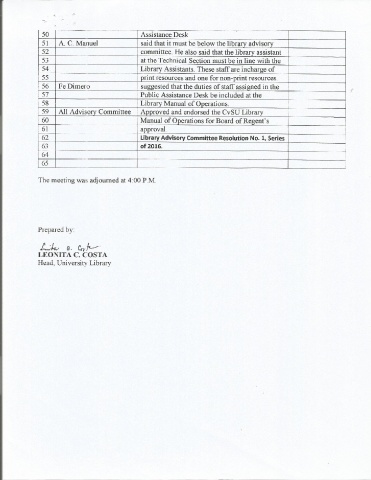 50 Assistance Desk
51 A. C. Manuel said that it must be below the library advisory
52 committee. He also said that the library assistant
53 at the Technical Section must be in line with the
54 Library Assistants. These staff are incharge of
55 print resources and one for non-print resources
56 Fe Dimero suggested that the duties of staff assigned in the
57 Public Assistance Desk be included at the
58 Library Manual of Operations.
59 All Advisory Committee Approved and endorsed the CvSU Library
60 Manual of Operations for Board of Regent's
61 approval
62 Library Advisory Committee Resolution No. 1, Series
63 of 2016.
64
65
The meeting was adjourned at 4:00 P.M.
Prepared by:
LEONITA C. COSTA
Head, University Library